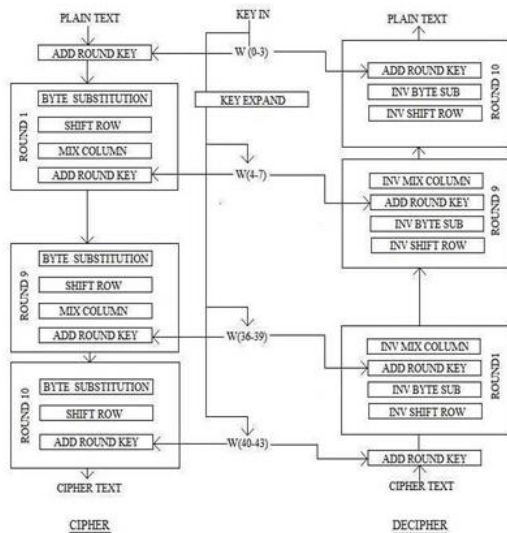 PLAIN TEXT
ADD ROUND KEY
ROUND 1
BYTE SUBSTITUTION
SHIFT ROW
MIX COLUMN
ADD ROUND KEY
ROUND 9
BYTE SUBSTITUTION
SHIFT ROW
MIX COLUMN
ADD ROUND KEY
ROUND 10
BYTE SUBSTITUTION
SHIFT ROW
ADD ROUND KEY
CIPHER TEXT
CIPHER
KEY IN
W (0-3)
KEY EXPAND
W(4-7)
W(36-39)
W(40-43)
PLAIN TEXT
ADD ROUND KEY
INV BYTE SUB
INV SHIFT ROW
ROUND 10
INV MIX COLUMN
ADD ROUND KEY
INV BYTE SUB
INV SHIFT ROW
ROUND 9
INV MIX COLUMN
ADD ROUND KEY
INV BYTE SUB
INV SHIFT ROW
ROUND1
ADD ROUND KEY
CIPHER TEXT
DECIPHER